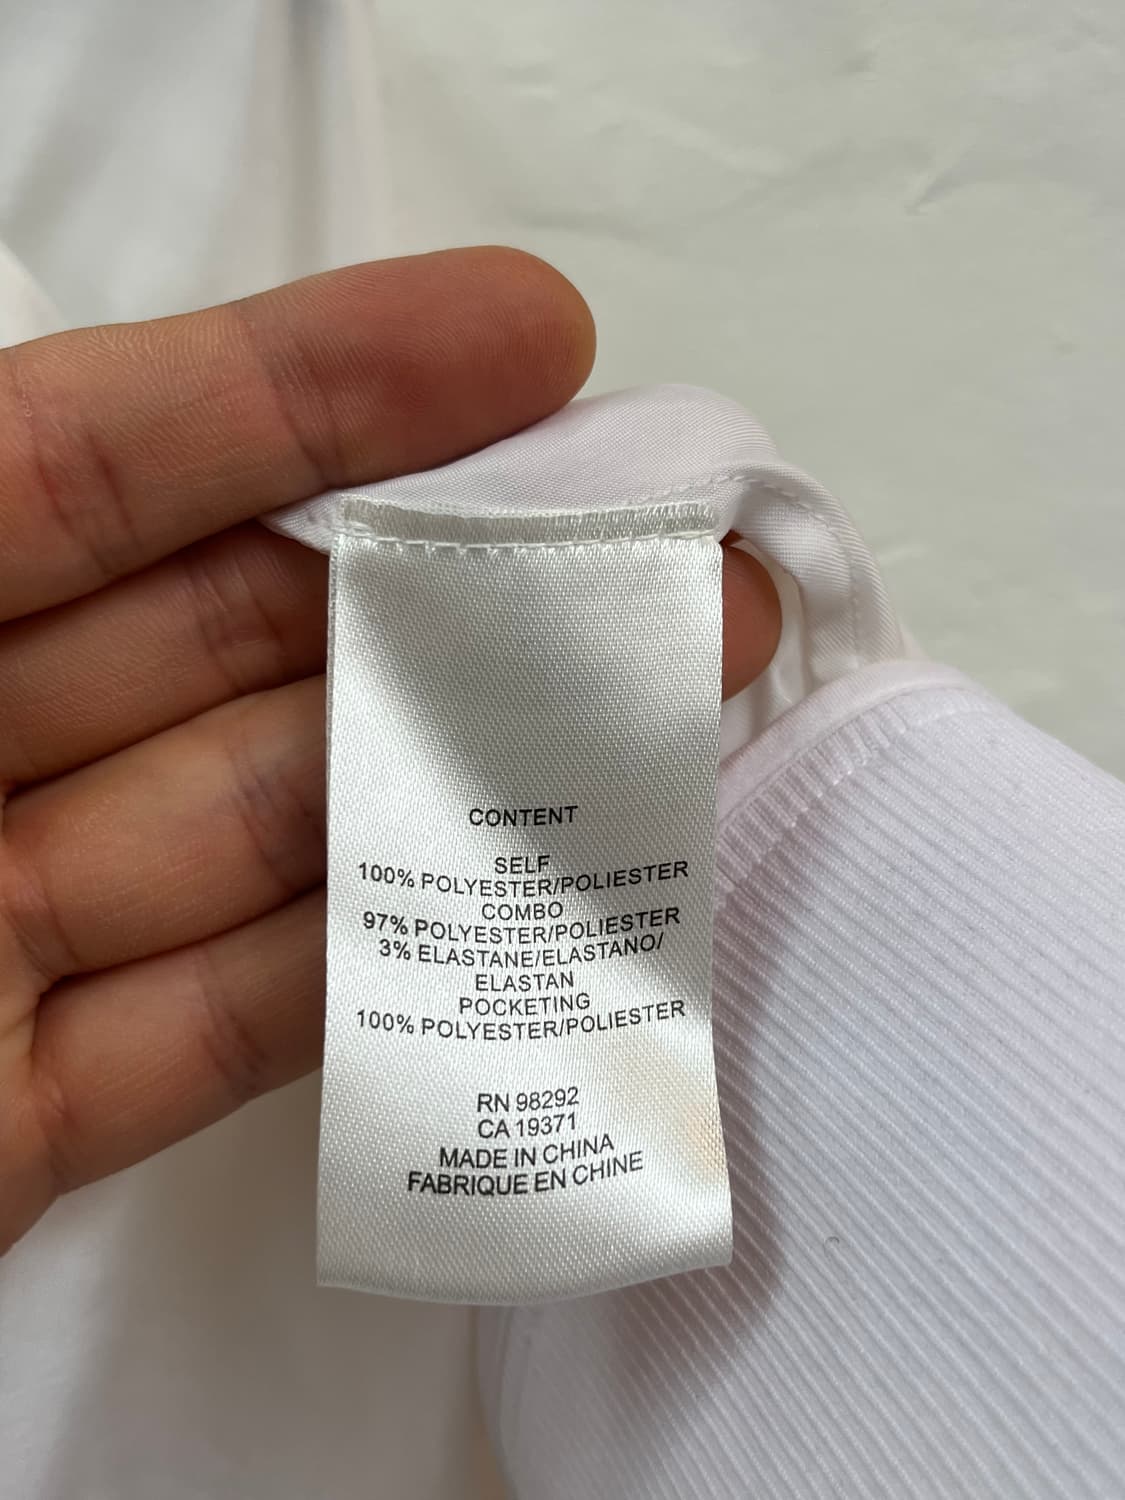 CONTENT
SELF
100% POLYESTER/POLIESTER
COMBO
97% POLYESTER/POLIESTER
3% ELASTANE/ELASTANO/
ELASTAN
POCKETING
100% POLYESTER/POLIESTER
RN 98292
CA 19371
MADE IN CHINA
FABRIQUE EN CHINE